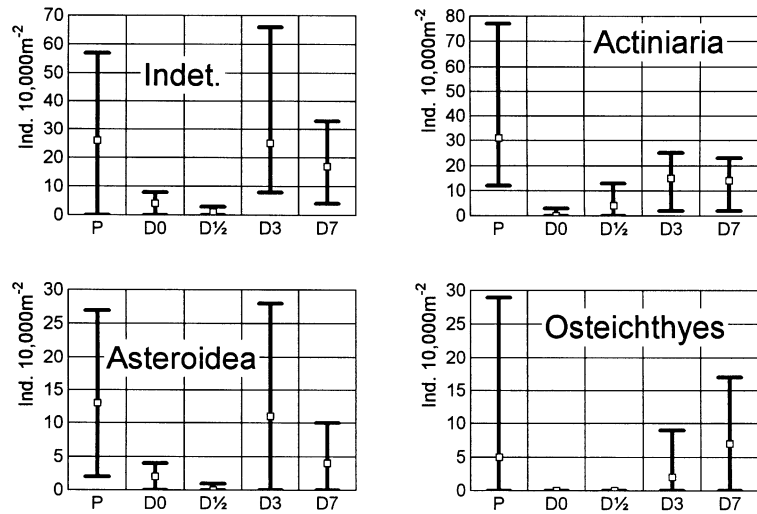 Ind. 10,000m⁻²
70
60
50
40
30
20
10
0
Indet.
P D0 D½ D3 D7
Ind. 10,000m⁻²
80
70
60
50
40
30
20
10
0
Actiniaria
P D0 D½ D3 D7
Ind. 10,000m⁻²
30
25
20
15
10
5
0
Asteroidea
P D0 D½ D3 D7
Ind. 10,000m⁻²
30
25
20
15
10
5
0
Osteichthyes
P D0 D½ D3 D7